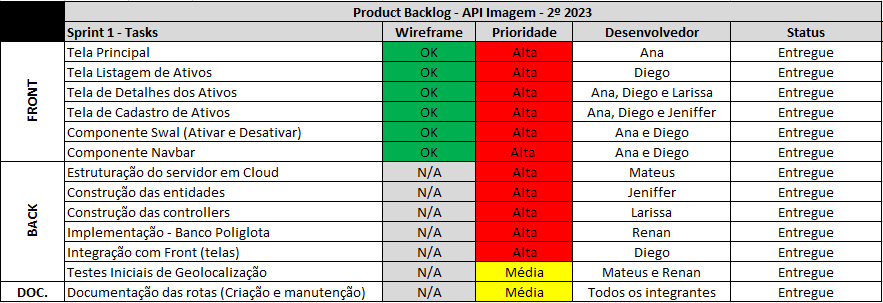 Product Backlog - API Imagem - 2º 2023
Sprint 1 - Tasks Wireframe Prioridade Desenvolvedor Status
FRONT
Tela Principal OK Alta Ana Entregue
Tela Listagem de Ativos OK Alta Diego Entregue
Tela de Detalhes dos Ativos OK Alta Ana, Diego e Larissa Entregue
Tela de Cadastro de Ativos OK Alta Ana, Diego e Jeniffer Entregue
Componente Swal (Ativar e Desativar) OK Alta Ana e Diego Entregue
Componente Navbar OK Alta Ana e Diego Entregue
BACK
Estruturação do servidor em Cloud N/A Alta Mateus Entregue
Construção das entidades N/A Alta Jeniffer Entregue
Construção das controllers N/A Alta Larissa Entregue
Implementação - Banco Poliglota N/A Alta Renan Entregue
Integração com Front (telas) N/A Alta Diego Entregue
Testes Iniciais de Geolocalização N/A Média Mateus e Renan Entregue
DOC. Documentação das rotas (Criação e manutenção) N/A Média Todos os integrantes Entregue